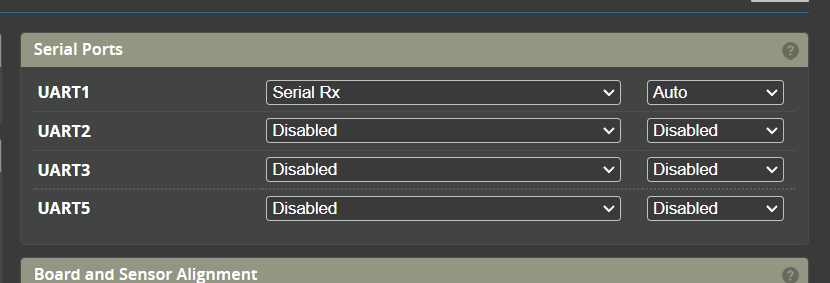 Serial Ports ?
UART1 Serial Rx Auto
UART2 Disabled Disabled
UART3 Disabled Disabled
UART5 Disabled Disabled
Board and Sensor Alignment ?